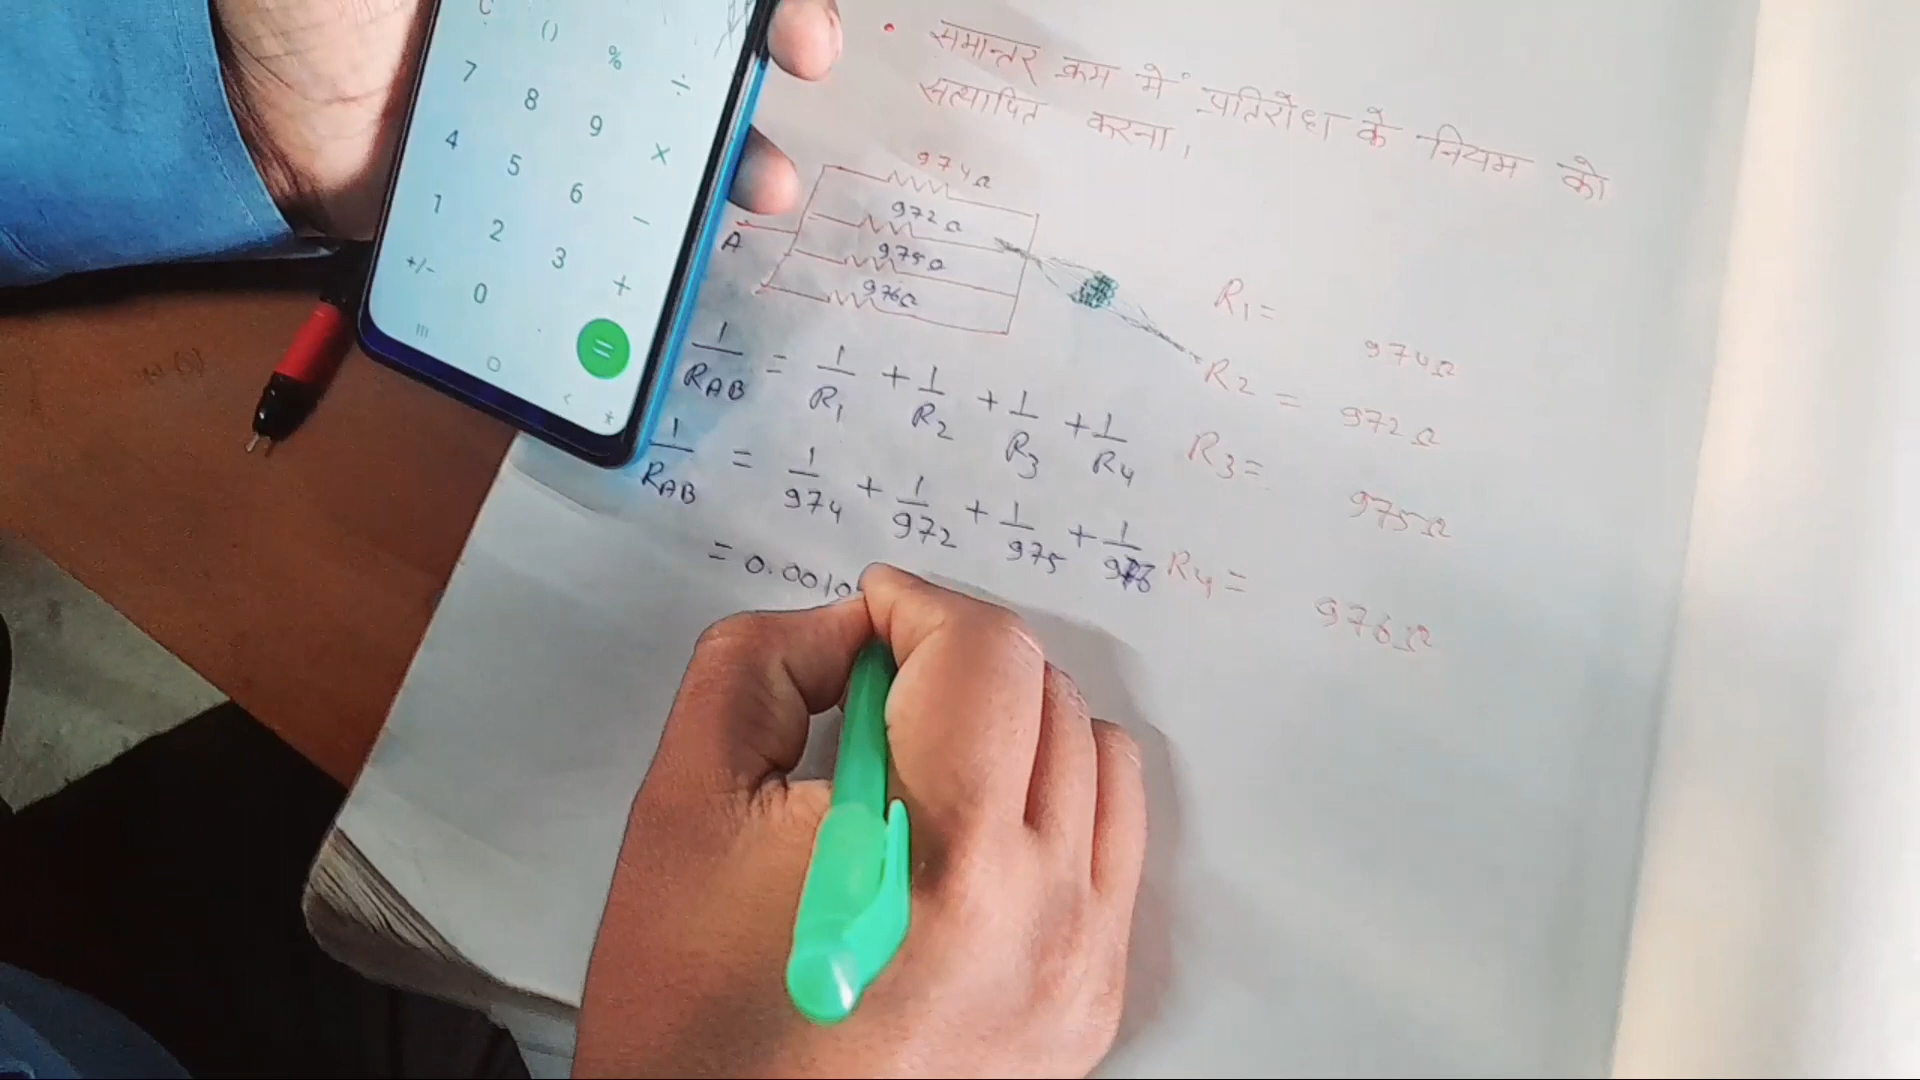 • समान्तर क्रम में प्रतिरोध के नियम को
सत्यापित करना।
974Ω
972Ω
975Ω
976Ω
A
R1 = 974Ω
R2 = 972Ω
R3 = 975Ω
R4 = 976Ω
1/RAB = 1/R1 + 1/R2 + 1/R3 + 1/R4
1/RAB = 1/974 + 1/972 + 1/975 + 1/976
= 0.0010
C () % ÷
7 8 9 ×
4 5 6 −
1 2 3 +
+/- 0 . =